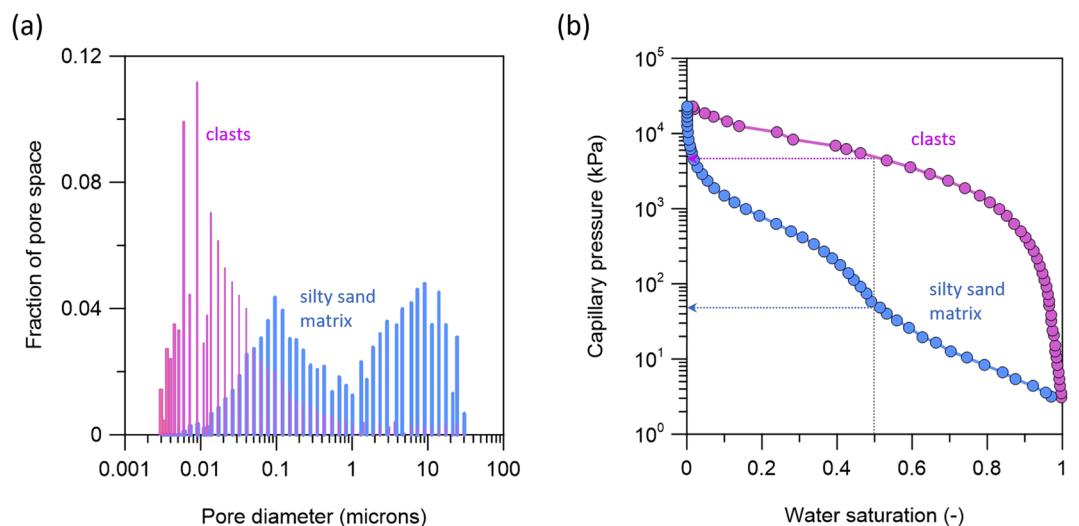 (a)
0.12
0.08
0.04
0
Fraction of pore space
clasts
silty sand
matrix
0.001
0.01
0.1
1
10
100
Pore diameter (microns)
(b)
10⁵
10⁴
10³
10²
10¹
10⁰
Capillary pressure (kPa)
clasts
silty sand
matrix
0
0.2
0.4
0.6
0.8
1
Water saturation (-)